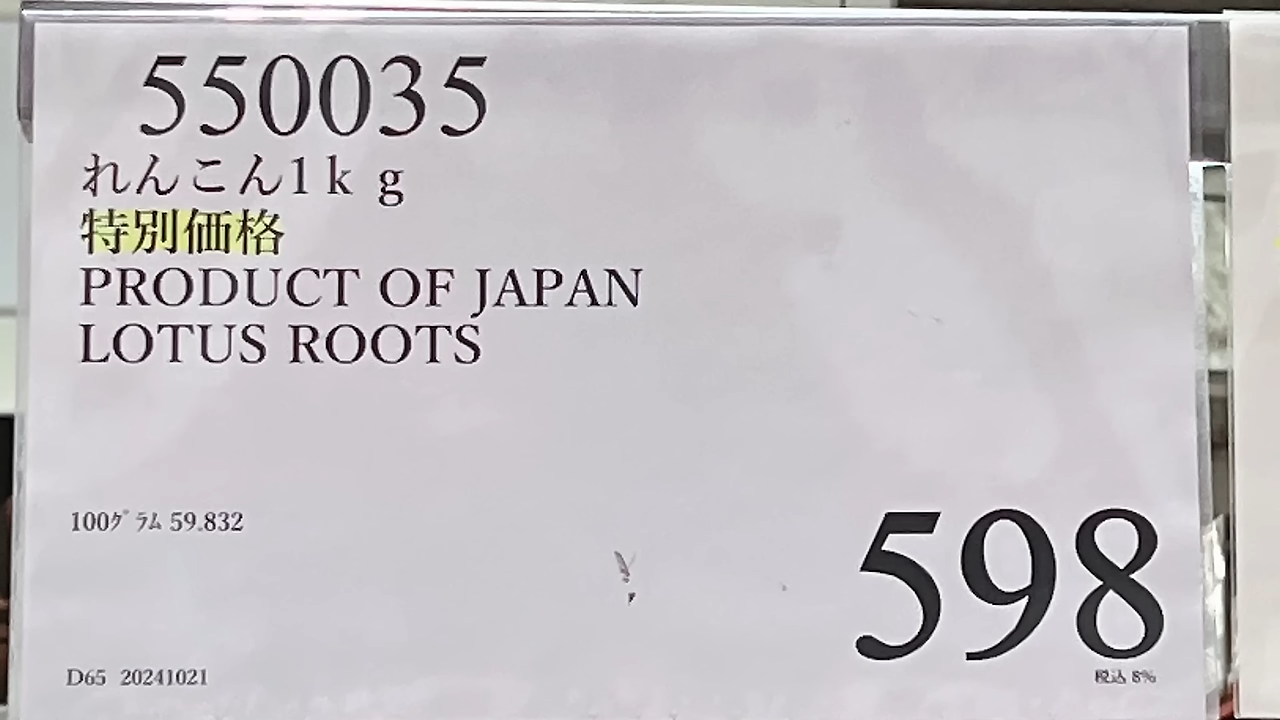 550035
れんこん1ｋｇ
特別価格
PRODUCT OF JAPAN
LOTUS ROOTS
100ｸﾞﾗﾑ 59.832
598
D65 20241021
税込 8%